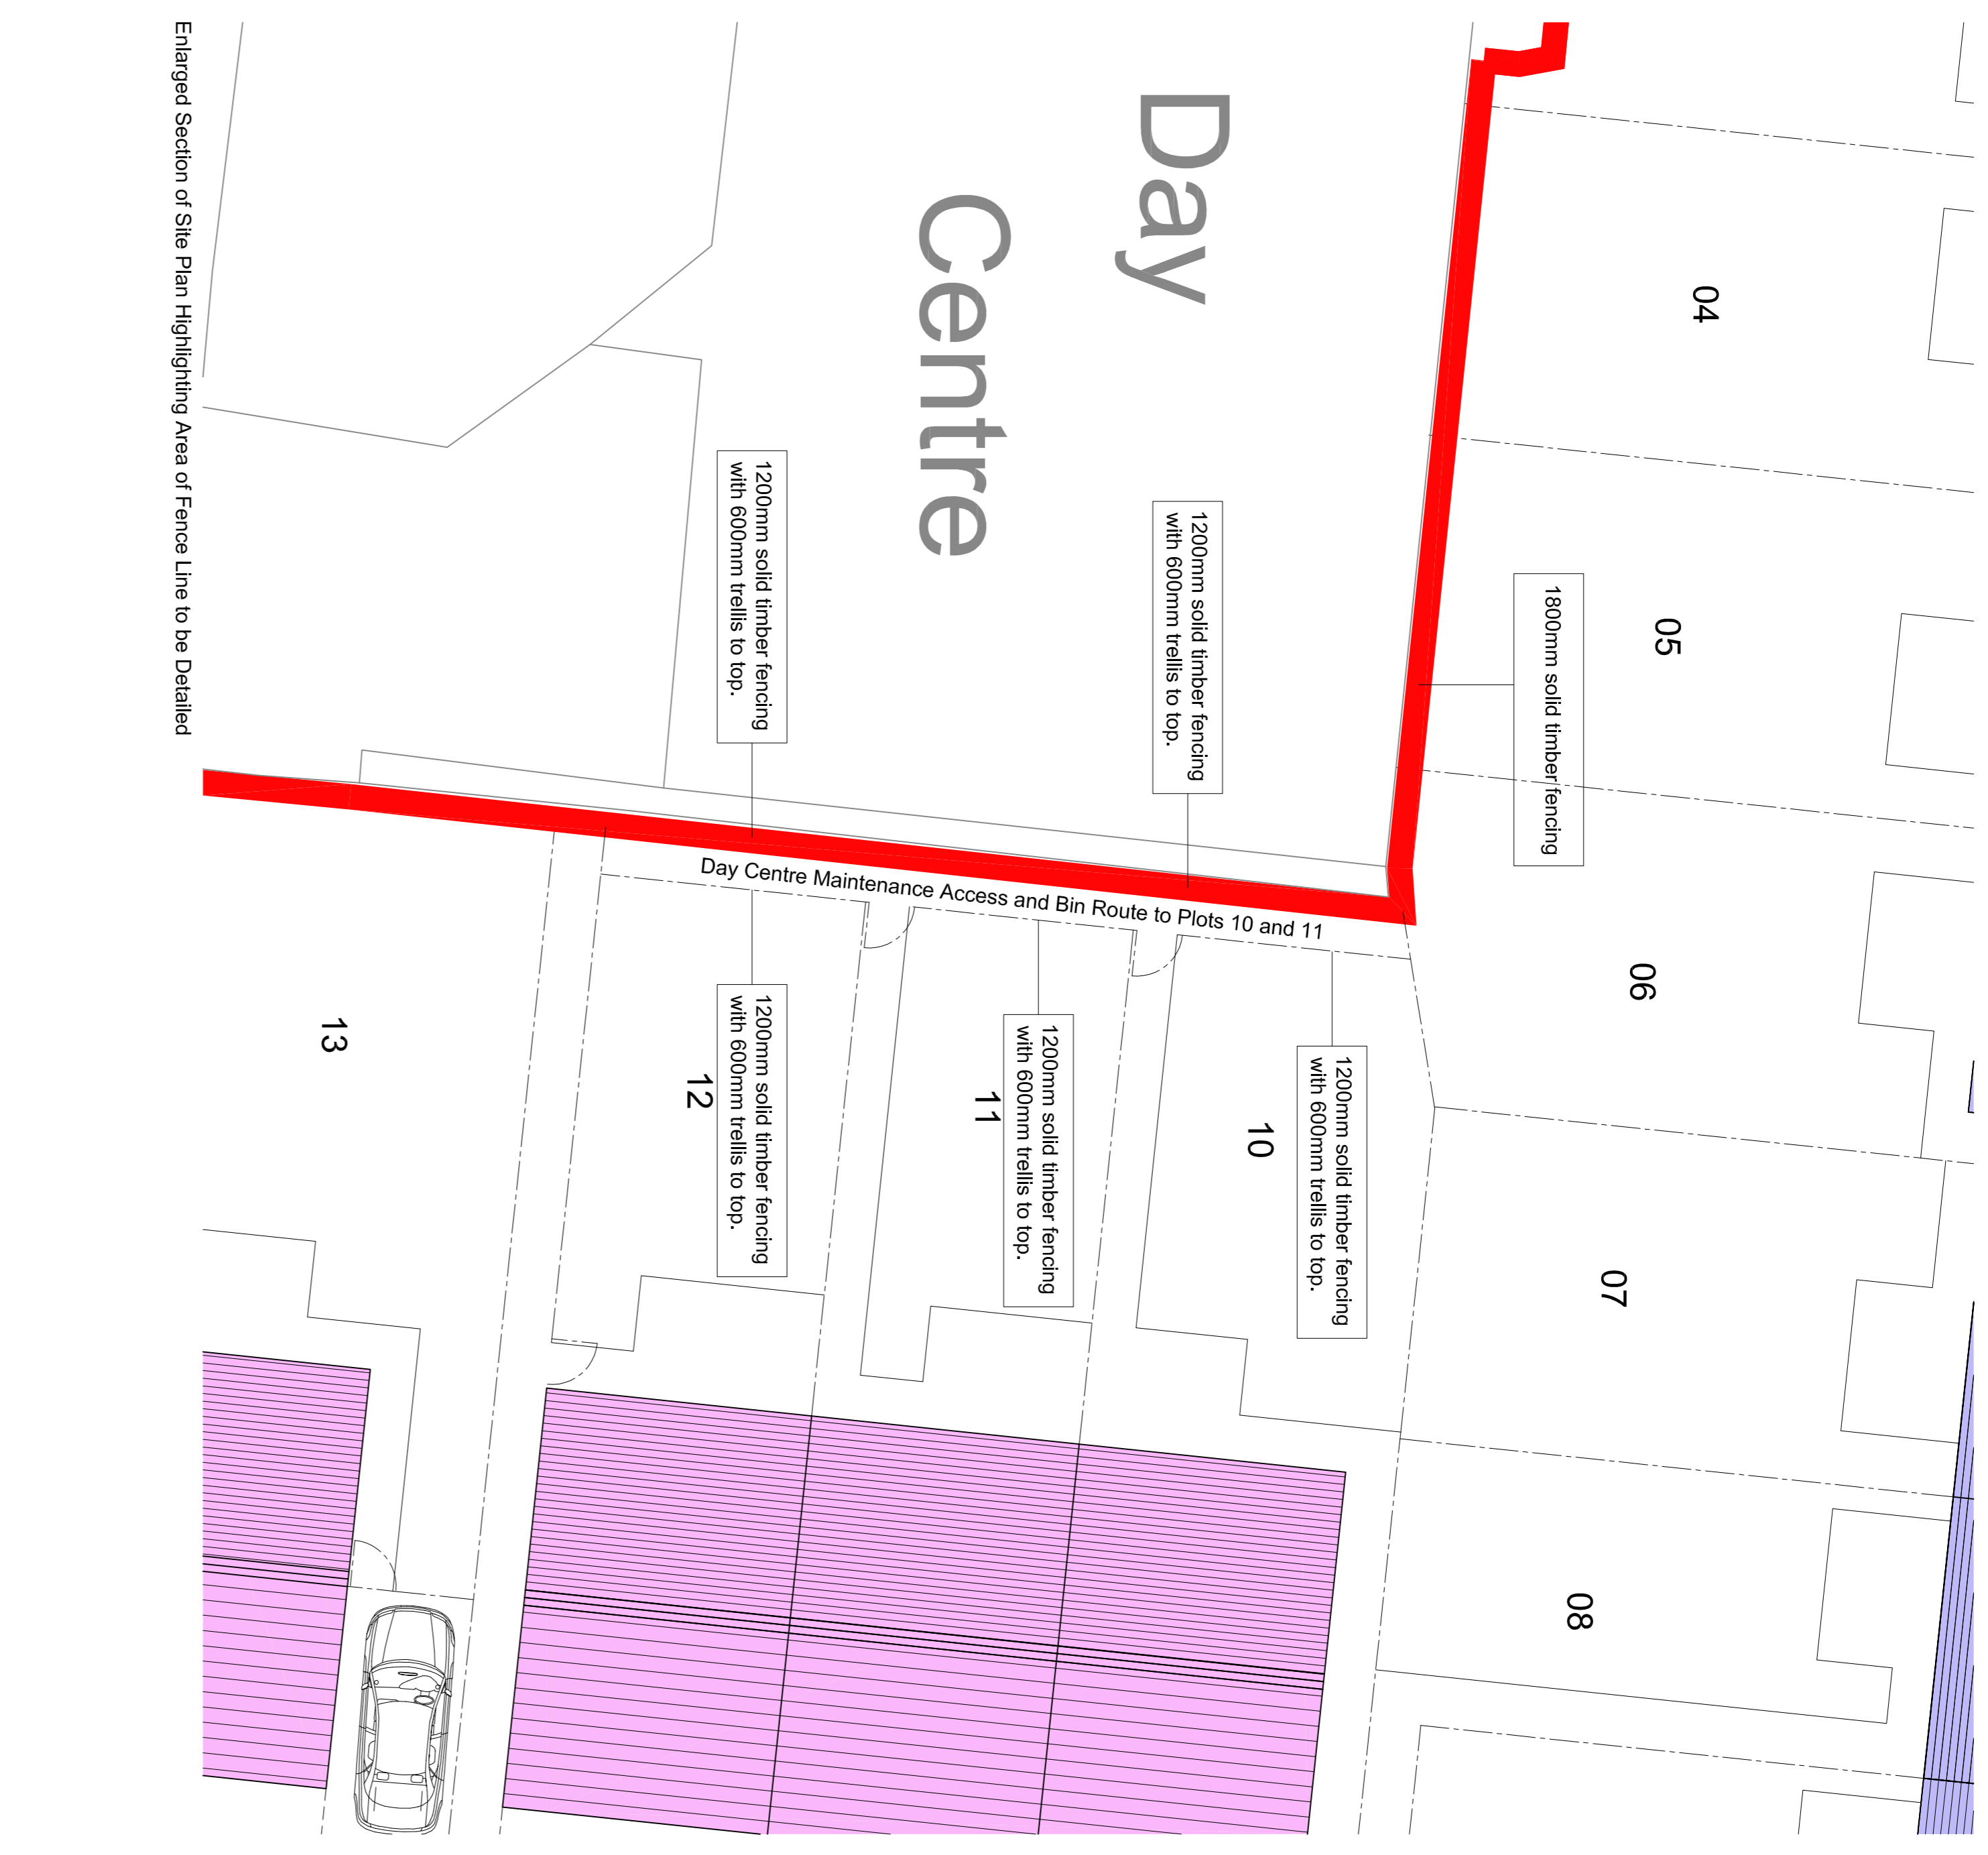 Day
Centre
04
05
06
07
08
1800mm solid timber fencing
1200mm solid timber fencing
with 600mm trellis to top.
1200mm solid timber fencing
with 600mm trellis to top.
Day Centre Maintenance Access and Bin Route to Plots 10 and 11
1200mm solid timber fencing
with 600mm trellis to top.
10
1200mm solid timber fencing
with 600mm trellis to top.
11
1200mm solid timber fencing
with 600mm trellis to top.
12
13
Enlarged Section of Site Plan Highlighting Area of Fence Line to be Detailed